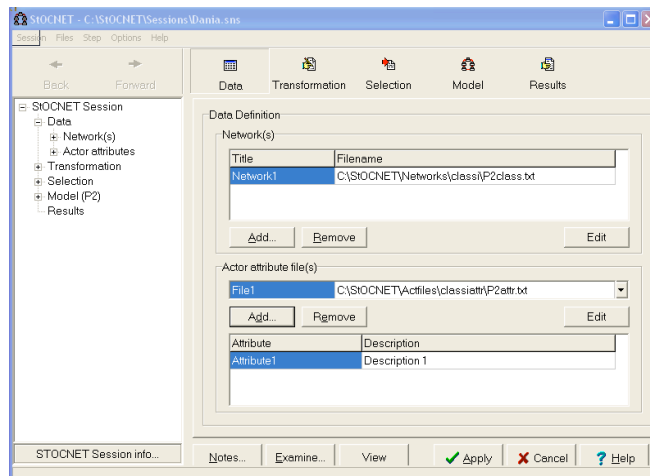 StOCNET - C:\StOCNET\Sessions\Dania.sns
Session Files Step Options Help
Back Forward
Data Transformation Selection Model Results
StOCNET Session
Data
Network(s)
Actor attributes
Transformation
Selection
Model (P2)
Results
Data Definition
Network(s)
Title Filename
Network1 C:\StOCNET\Networks\classi\P2class.txt
Add... Remove Edit
Actor attribute file(s)
File1 C:\StOCNET\Actfiles\classiattr\P2attr.txt
Add... Remove Edit
Attribute Description
Attribute1 Description 1
STOCNET Session info... Notes... Examine... View Apply Cancel Help